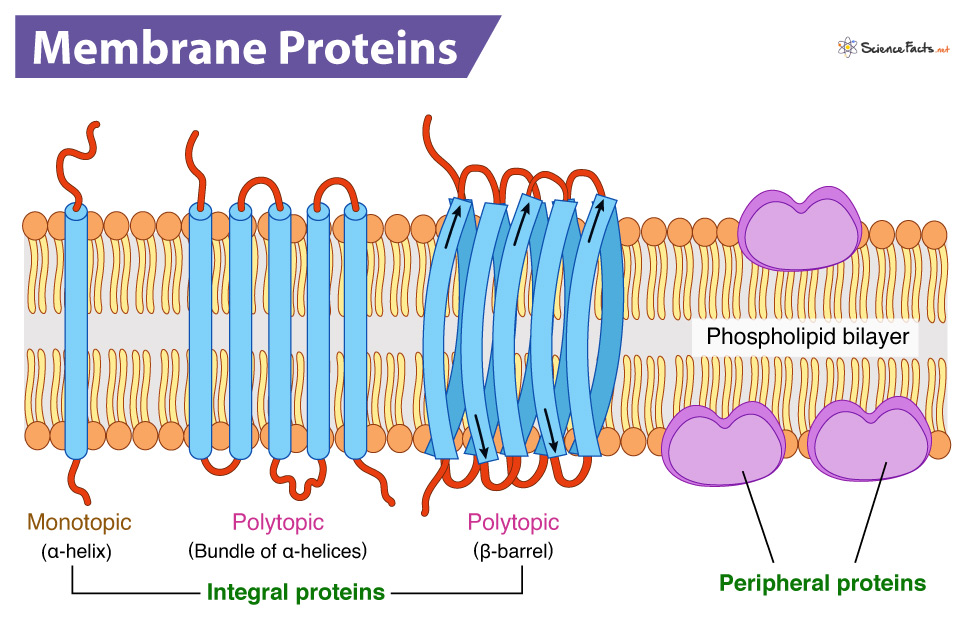 Membrane Proteins
ScienceFacts.net
Phospholipid bilayer
Monotopic
(α-helix)
Polytopic
(Bundle of α-helices)
Polytopic
(β-barrel)
Integral proteins
Peripheral proteins